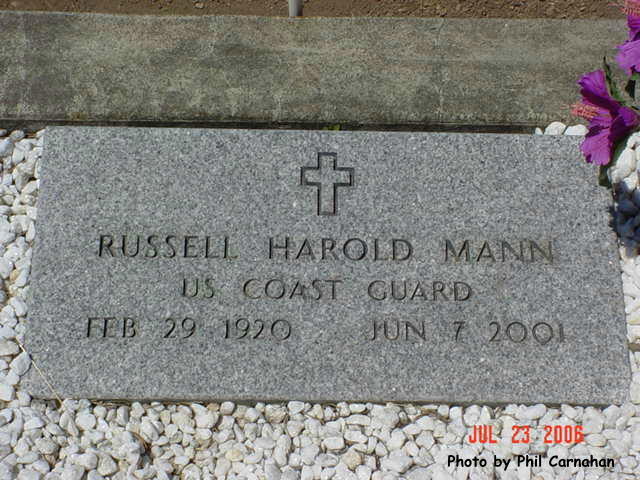 RUSSELL HAROLD MANN
US COAST GUARD
FEB 29 1920 JUN 7 2001
JUL 23 2006
Photo by Phil Carnahan